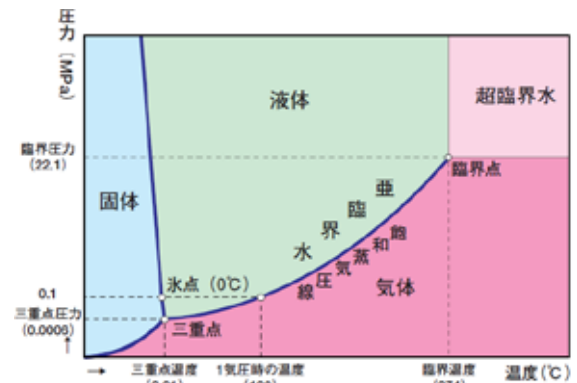 圧力(MPa)
液体
超臨界水
臨界圧力
(22.1)
臨界点
固体
亜臨界水
飽和蒸気圧線
気体
氷点（0℃）
0.1
三重点圧力
(0.0006)
三重点
↑
→
三重点温度
1気圧時の温度
臨界温度
温度(℃)